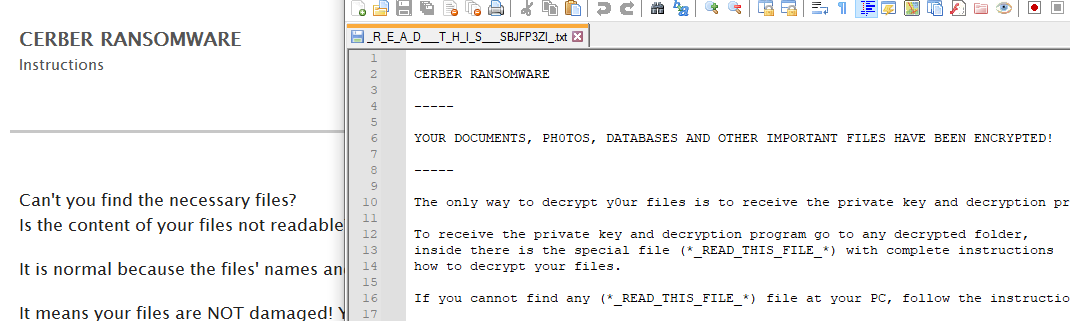 CERBER RANSOMWARE
Instructions
Can't you find the necessary files?
Is the content of your files not readable
It is normal because the files' names an
It means your files are NOT damaged! Y
_R_E_A_D___T_H_I_S___SBJFP3ZI_.txt
1
2 CERBER RANSOMWARE
3
4 -----
5
6 YOUR DOCUMENTS, PH0TOS, DATABASES AND OTHER IMPORTANT FILES HAVE BEEN ENCRYPTED!
7
8 -----
9
10 The only way to decrypt y0ur files is to receive the private key and decryption pr
11
12 To receive the private key and decryption program go to any decrypted folder,
13 inside there is the special file (*_READ_THIS_FILE_*) with complete instructions
14 how to decrypt your files.
15
16 If you cannot find any (*_READ_THIS_FILE_*) file at your PC, follow the instructio
17